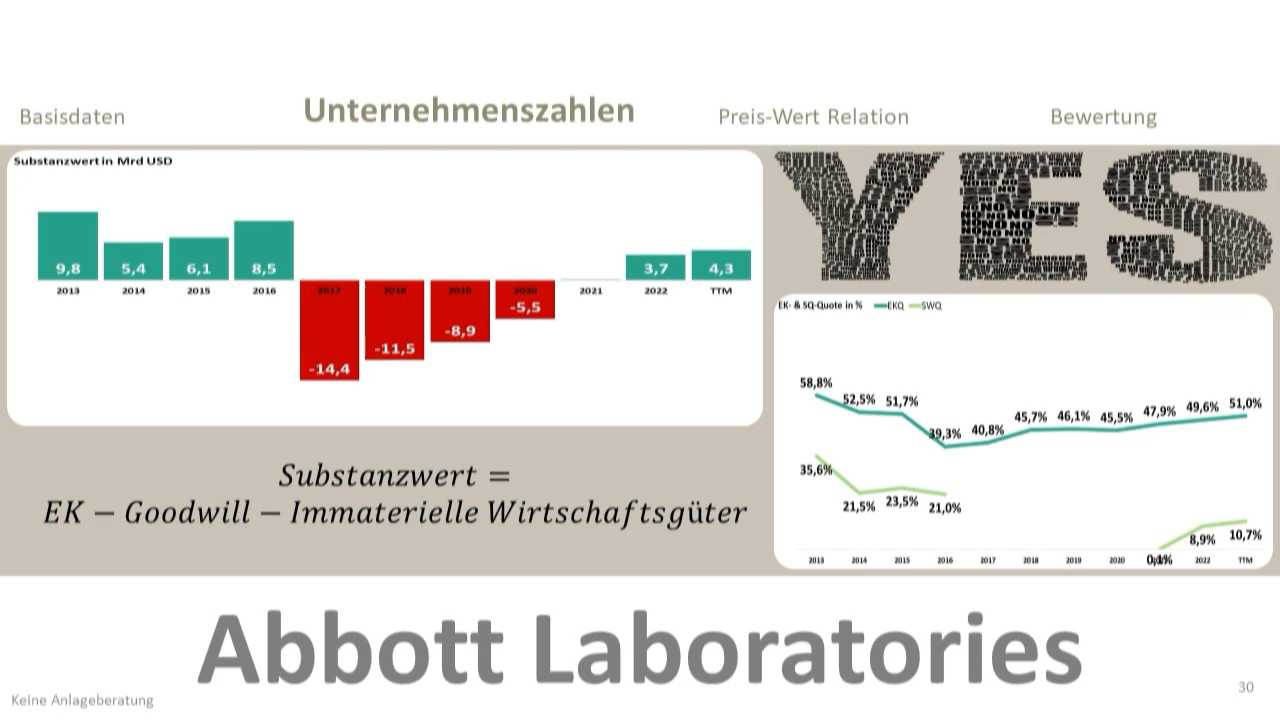 Basisdaten
Unternehmenszahlen
Preis-Wert Relation
Bewertung
Substanzwert in Mrd USD
9,8 5,4 6,1 8,5
2013 2014 2015 2016 2017 2018 2019 2020 2021 2022 TTM
3,7 4,3
-14,4 -11,5 -8,9 -5,5
YES
EK- & SQ-Quote in % EKQ SWQ
58,8% 52,5% 51,7% 39,3% 40,8% 45,7% 46,1% 45,5% 47,9% 49,6% 51,0%
35,6% 21,5% 23,5% 21,0% 0,1% 8,9% 10,7%
2013 2014 2015 2016 2017 2018 2019 2020 2022 TTM
Substanzwert =
EK − Goodwill − Immaterielle Wirtschaftsgüter
Abbott Laboratories
Keine Anlageberatung
30